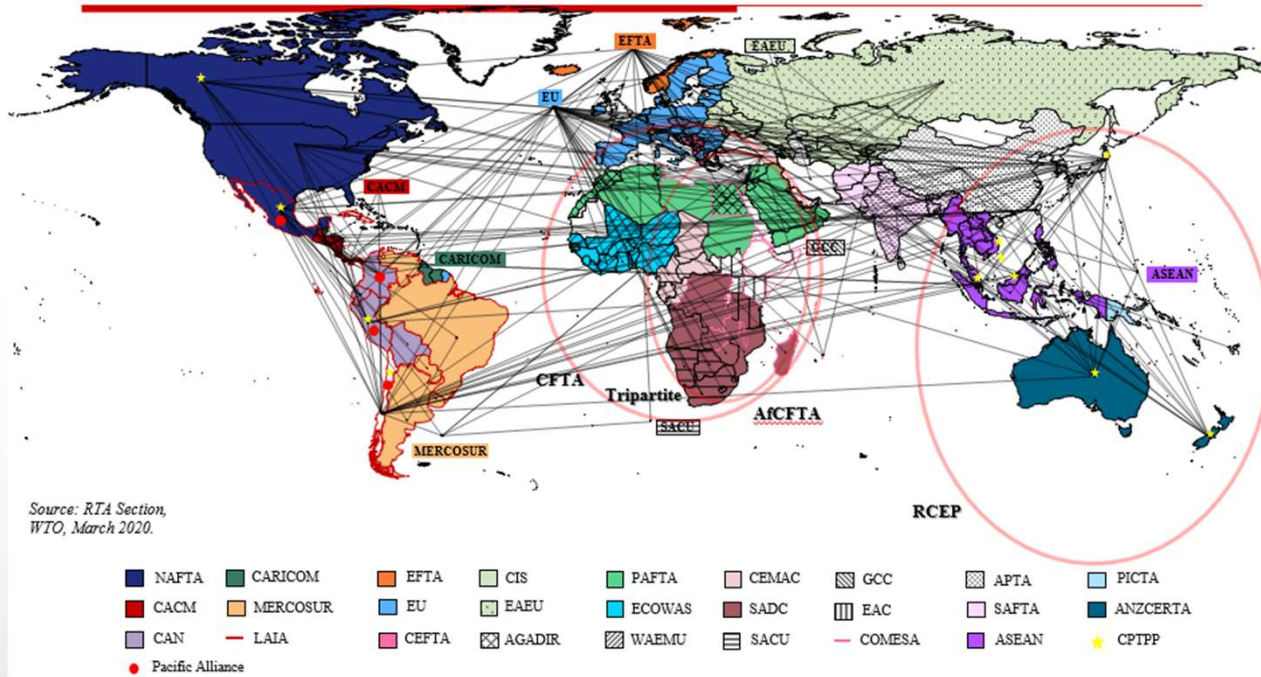 EFTA
EAEU
EU
CACM
GCC
CARICOM
ASEAN
CFTA
Tripartite
AfCFTA
SACU
MERCOSUR
Source: RTA Section,
WTO, March 2020.
RCEP
NAFTA CARICOM EFTA CIS PAFTA CEMAC GCC APTA PICTA
CACM MERCOSUR EU EAEU ECOWAS SADC EAC SAFTA ANZCERTA
CAN LAIA CEFTA AGADIR WAEMU SACU COMESA ASEAN CPTPP
Pacific Alliance